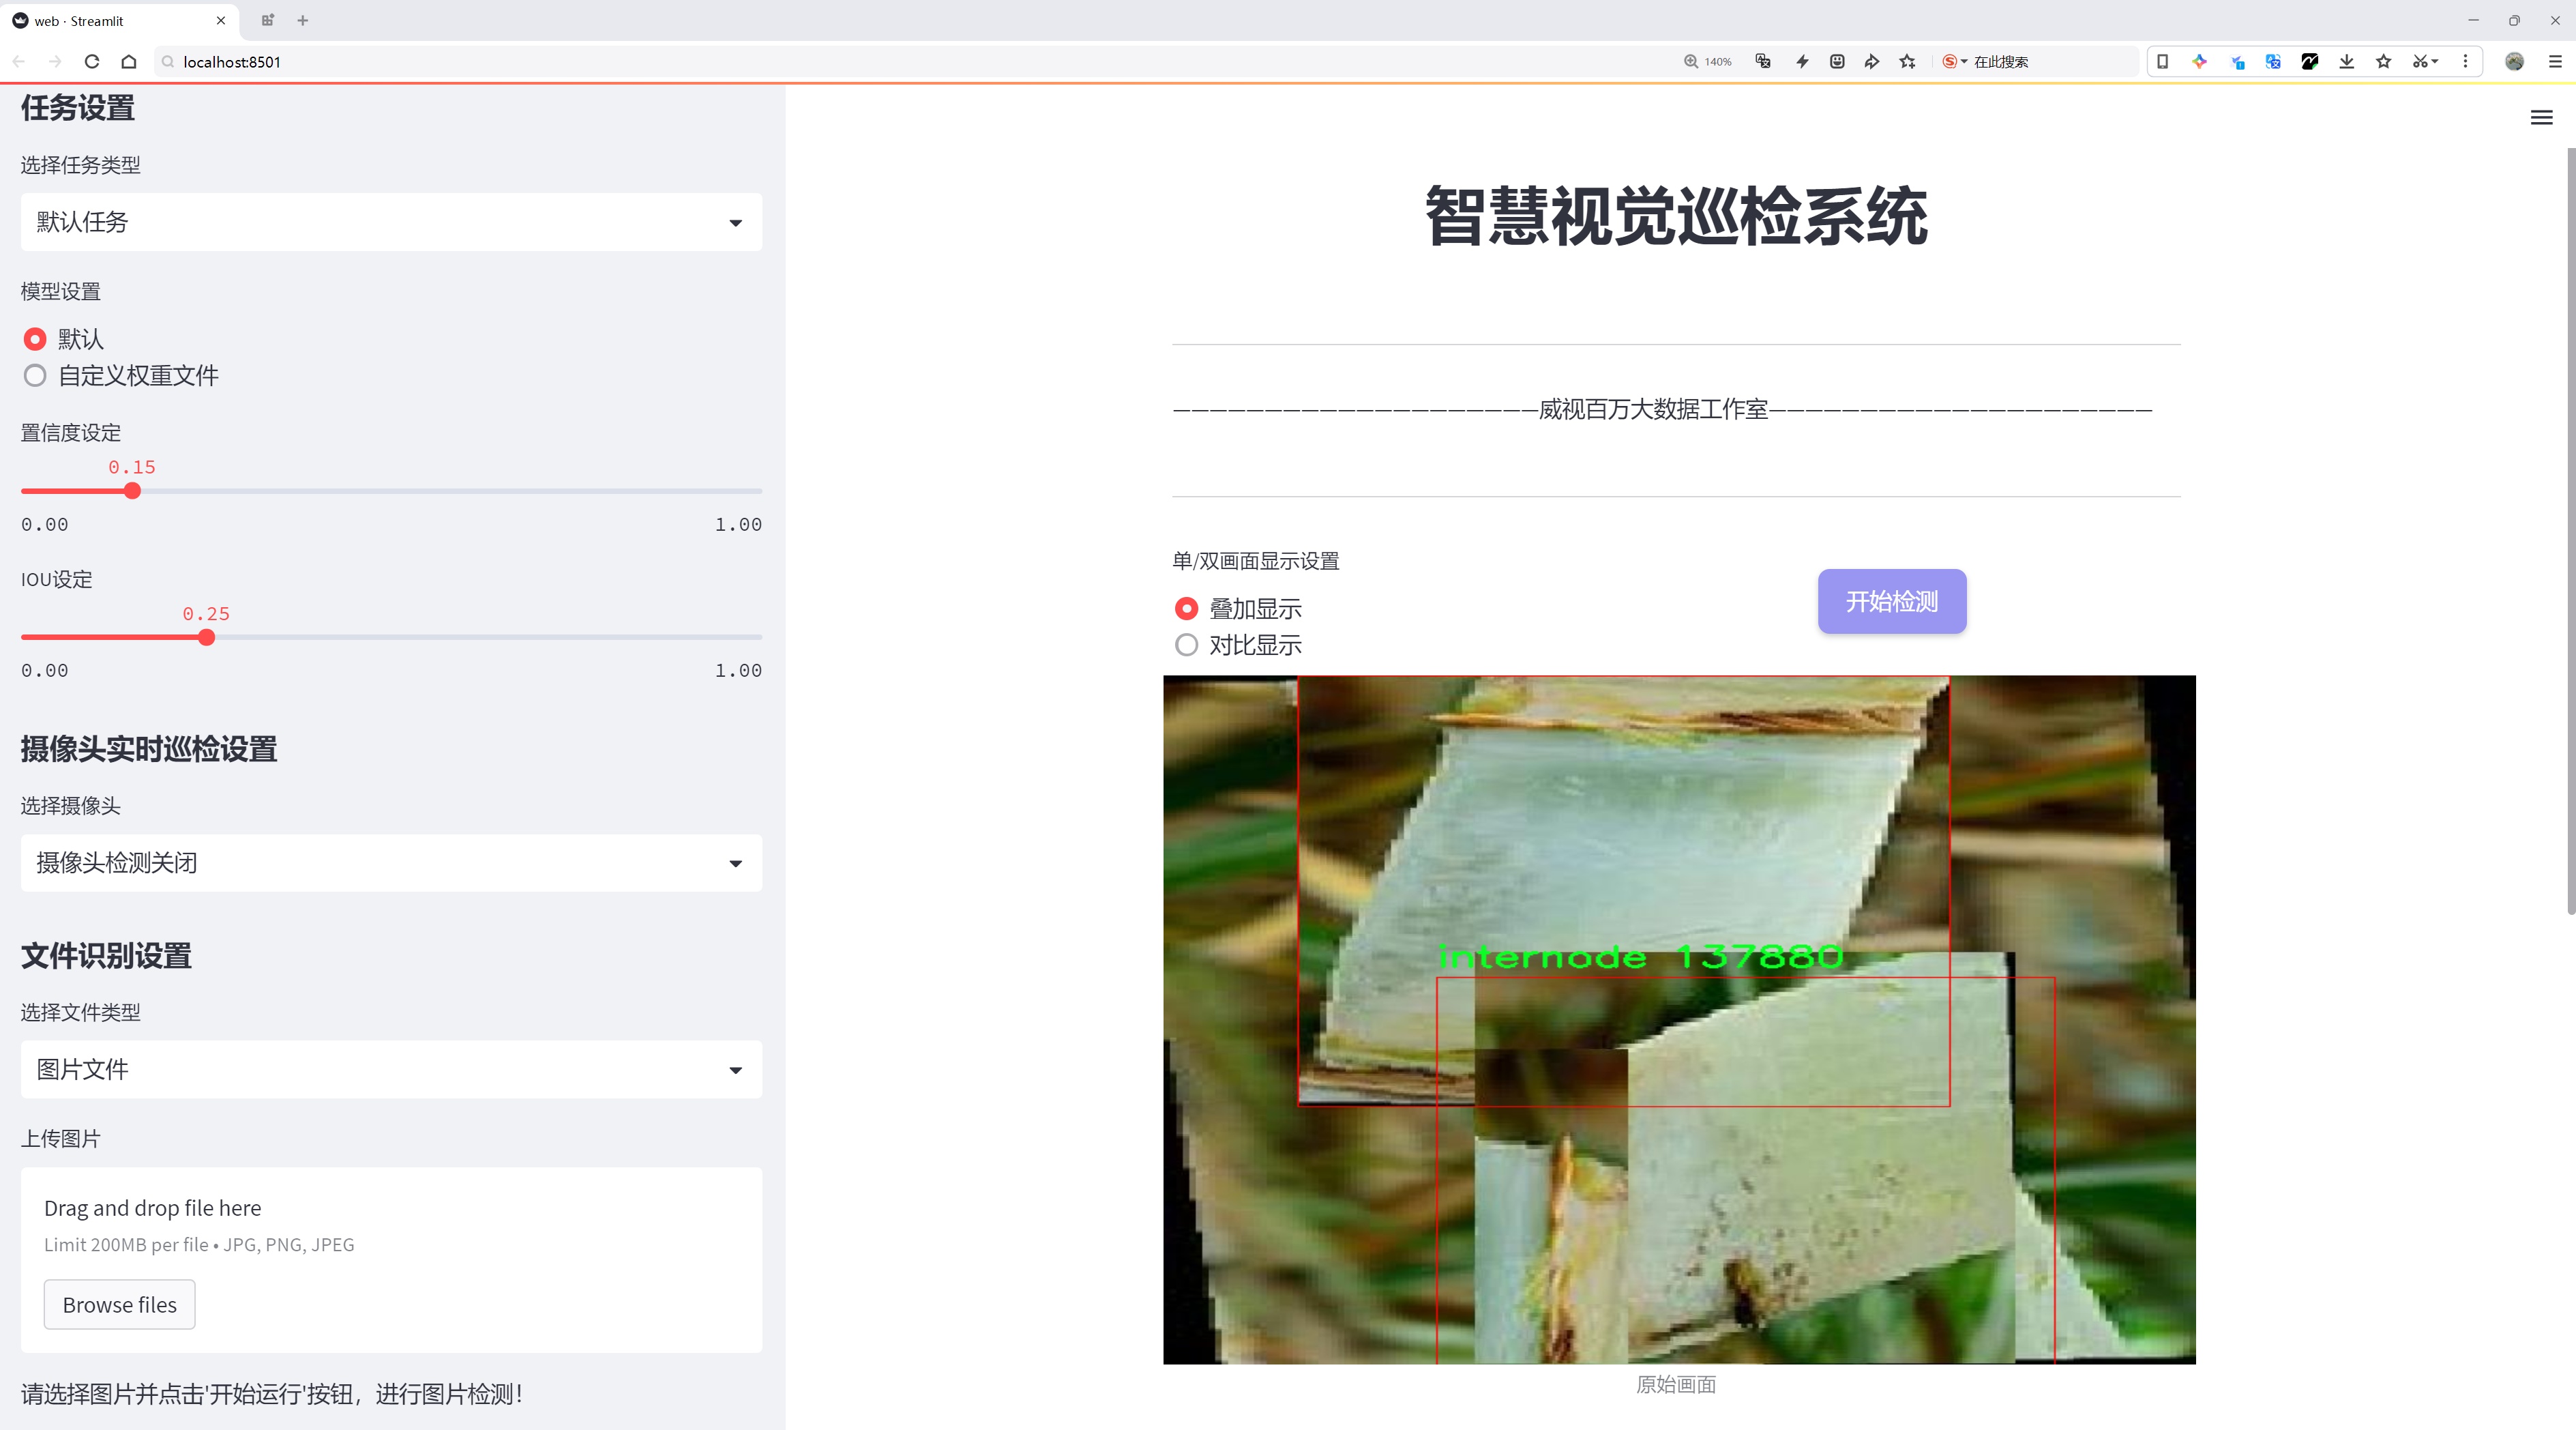 web · Streamlit
localhost:8501
140%
在此搜索
任务设置
选择任务类型
默认任务
模型设置
默认
自定义权重文件
置信度设定
0.15
0.00
1.00
IOU设定
0.25
0.00
1.00
摄像头实时巡检设置
选择摄像头
摄像头检测关闭
文件识别设置
选择文件类型
图片文件
上传图片
Drag and drop file here
Limit 200MB per file • JPG, PNG, JPEG
Browse files
请选择图片并点击'开始运行'按钮，进行图片检测！
智慧视觉巡检系统
————————————————————威视百万大数据工作室—————————————————————
单/双画面显示设置
叠加显示
对比显示
开始检测
internode 137880
原始画面